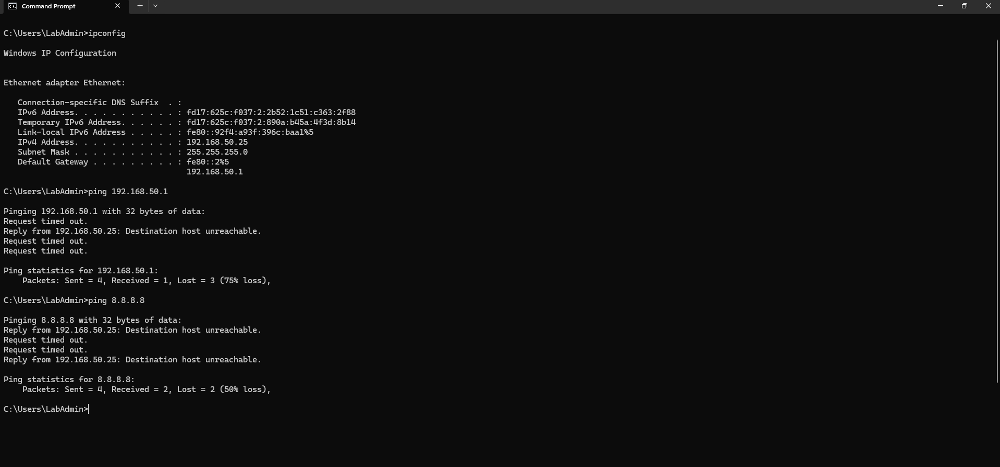 Command Prompt
C:\Users\LabAdmin>ipconfig
Windows IP Configuration
Ethernet adapter Ethernet:
Connection-specific DNS Suffix  . :
IPv6 Address. . . . . . . . . . . : fd17:625c:f037:2:2b52:1c51:c363:2f88
Temporary IPv6 Address. . . . . . : fd17:625c:f037:2:890a:b45a:4f3d:8b14
Link-local IPv6 Address . . . . . : fe80::92f4:a93f:396c:baa1%5
IPv4 Address. . . . . . . . . . . : 192.168.50.25
Subnet Mask . . . . . . . . . . . : 255.255.255.0
Default Gateway . . . . . . . . . : fe80::2%5
192.168.50.1
C:\Users\LabAdmin>ping 192.168.50.1
Pinging 192.168.50.1 with 32 bytes of data:
Request timed out.
Reply from 192.168.50.25: Destination host unreachable.
Request timed out.
Request timed out.
Ping statistics for 192.168.50.1:
Packets: Sent = 4, Received = 1, Lost = 3 (75% loss),
C:\Users\LabAdmin>ping 8.8.8.8
Pinging 8.8.8.8 with 32 bytes of data:
Reply from 192.168.50.25: Destination host unreachable.
Request timed out.
Request timed out.
Reply from 192.168.50.25: Destination host unreachable.
Ping statistics for 8.8.8.8:
Packets: Sent = 4, Received = 2, Lost = 2 (50% loss),
C:\Users\LabAdmin>